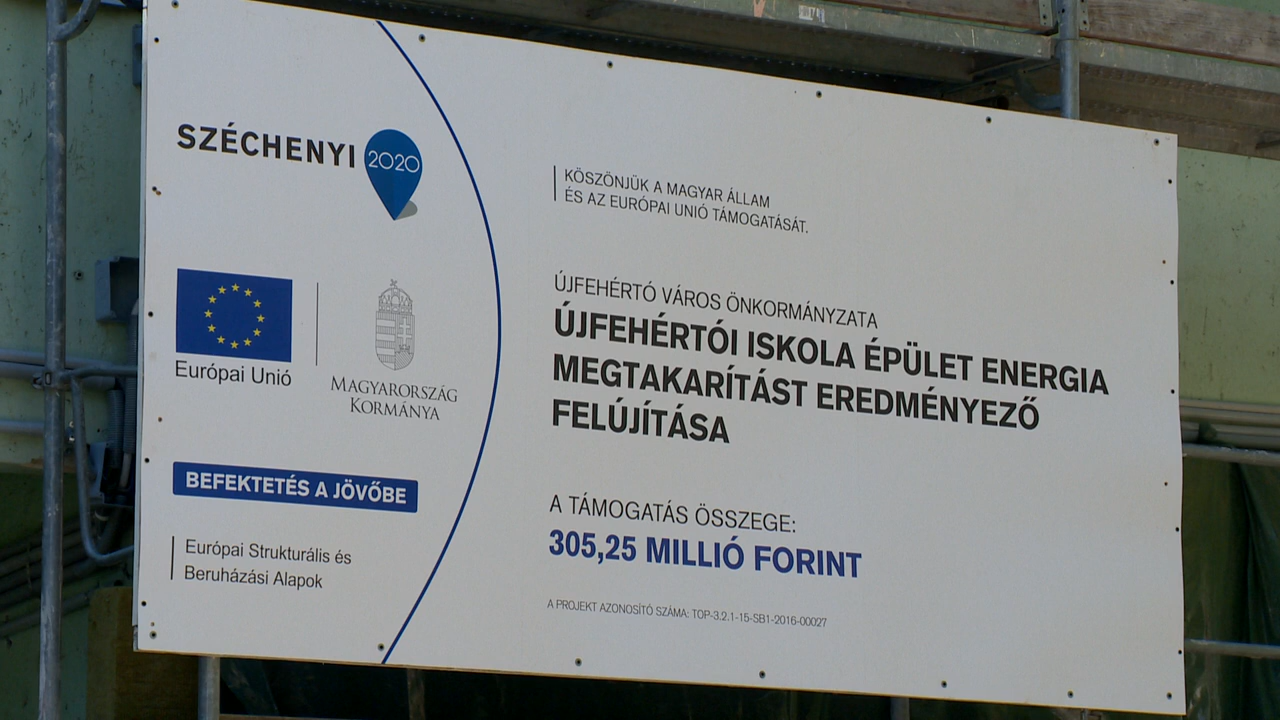 SZÉCHENYI 2020
Európai Unió
MAGYARORSZÁG
KORMÁNYA
BEFEKTETÉS A JÖVŐBE
Európai Strukturális és
Beruházási Alapok
KÖSZÖNJÜK A MAGYAR ÁLLAM
ÉS AZ EURÓPAI UNIÓ TÁMOGATÁSÁT.
ÚJFEHÉRTÓ VÁROS ÖNKORMÁNYZATA
ÚJFEHÉRTÓI ISKOLA ÉPÜLET ENERGIA
MEGTAKARÍTÁST EREDMÉNYEZŐ
FELÚJÍTÁSA
A TÁMOGATÁS ÖSSZEGE:
305,25 MILLIÓ FORINT
A PROJEKT AZONOSÍTÓ SZÁMA: TOP-3.2.1-15-SB1-2016-00027